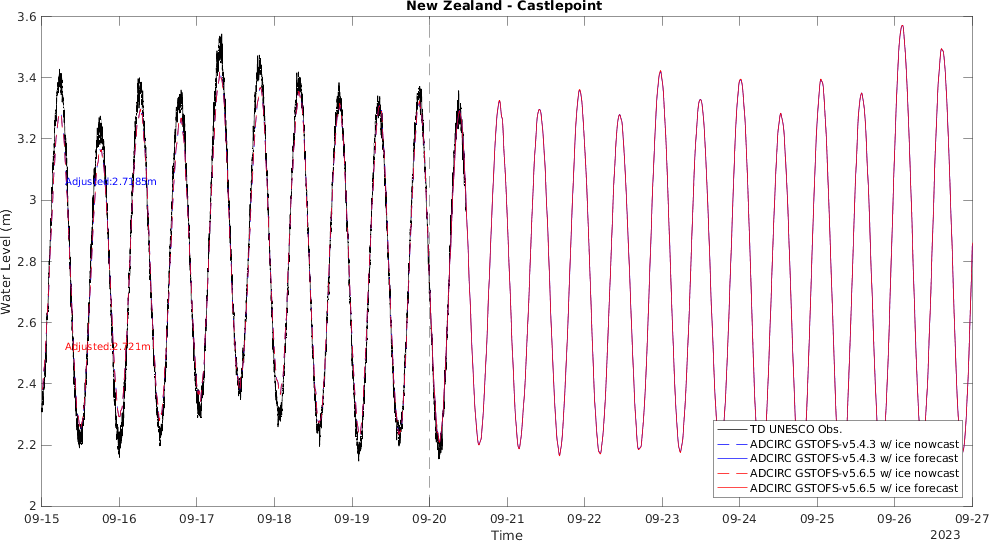 New Zealand - Castlepoint
3.6
3.4
3.2
3
2.8
2.6
2.4
2.2
2
Water Level (m)
Adjusted:2.7185m
Adjusted:2.721m
TD UNESCO Obs.
ADCIRC GSTOFS-v5.4.3 w/ ice nowcast
ADCIRC GSTOFS-v5.4.3 w/ ice forecast
ADCIRC GSTOFS-v5.6.5 w/ ice nowcast
ADCIRC GSTOFS-v5.6.5 w/ ice forecast
09-15 09-16 09-17 09-18 09-19 09-20 09-21 09-22 09-23 09-24 09-25 09-26 09-27
Time
2023